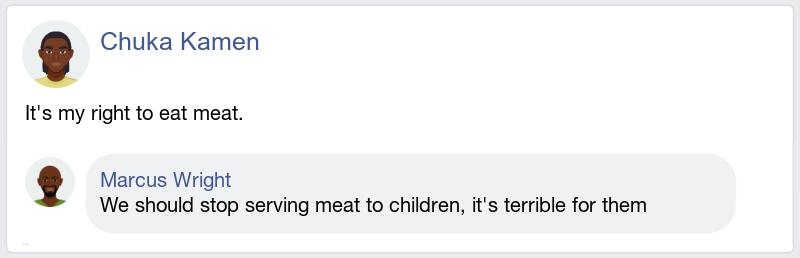 Chuka Kamen
It's my right to eat meat.
Marcus Wright
We should stop serving meat to children, it's terrible for them